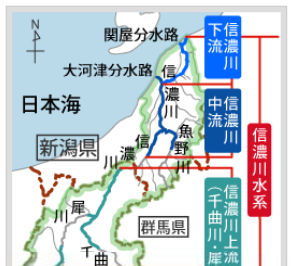 N
関屋分水路
大河津分水路
日本海
信濃川
信濃川
魚野川
新潟県
犀川
千曲
群馬県
信濃川
下流
信濃川
中流
信濃川上流
（千曲川・犀
信濃川水系